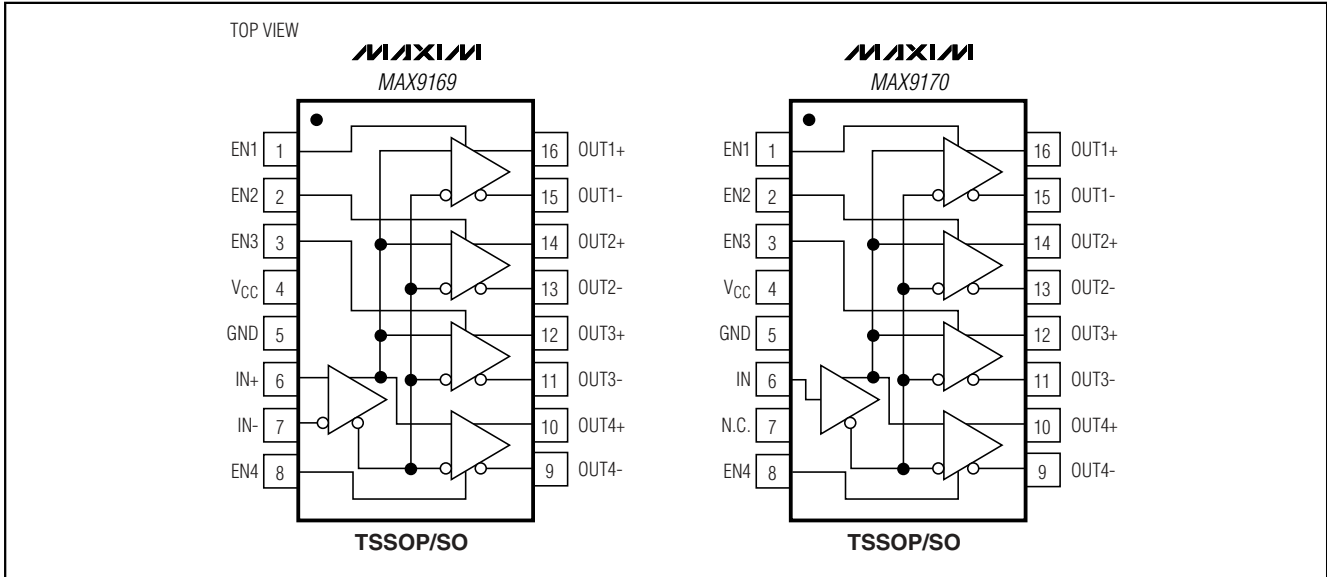 TOP VIEW
MAXIM
MAX9169
EN1 1
EN2 2
EN3 3
VCC 4
GND 5
IN+ 6
IN- 7
EN4 8
16 OUT1+
15 OUT1-
14 OUT2+
13 OUT2-
12 OUT3+
11 OUT3-
10 OUT4+
9 OUT4-
TSSOP/SO
MAXIM
MAX9170
EN1 1
EN2 2
EN3 3
VCC 4
GND 5
IN 6
N.C. 7
EN4 8
16 OUT1+
15 OUT1-
14 OUT2+
13 OUT2-
12 OUT3+
11 OUT3-
10 OUT4+
9 OUT4-
TSSOP/SO